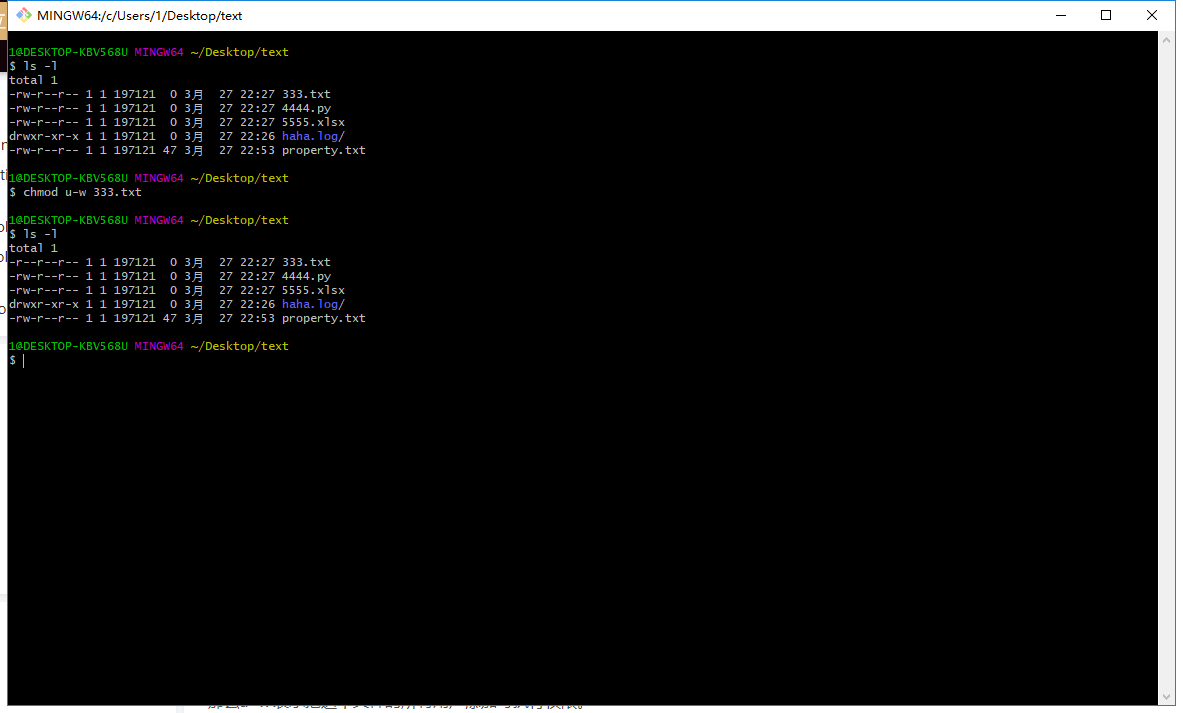 MINGW64:/c/Users/1/Desktop/text
1@DESKTOP-KBV568U MINGW64 ~/Desktop/text
$ ls -l
total 1
-rw-r--r-- 1 1 197121  0 3月  27 22:27 333.txt
-rw-r--r-- 1 1 197121  0 3月  27 22:27 4444.py
-rw-r--r-- 1 1 197121  0 3月  27 22:27 5555.xlsx
drwxr-xr-x 1 1 197121  0 3月  27 22:26 haha.log/
-rw-r--r-- 1 1 197121 47 3月  27 22:53 property.txt
1@DESKTOP-KBV568U MINGW64 ~/Desktop/text
$ chmod u-w 333.txt
1@DESKTOP-KBV568U MINGW64 ~/Desktop/text
$ ls -l
total 1
-r--r--r-- 1 1 197121  0 3月  27 22:27 333.txt
-rw-r--r-- 1 1 197121  0 3月  27 22:27 4444.py
-rw-r--r-- 1 1 197121  0 3月  27 22:27 5555.xlsx
drwxr-xr-x 1 1 197121  0 3月  27 22:26 haha.log/
-rw-r--r-- 1 1 197121 47 3月  27 22:53 property.txt
1@DESKTOP-KBV568U MINGW64 ~/Desktop/text
$